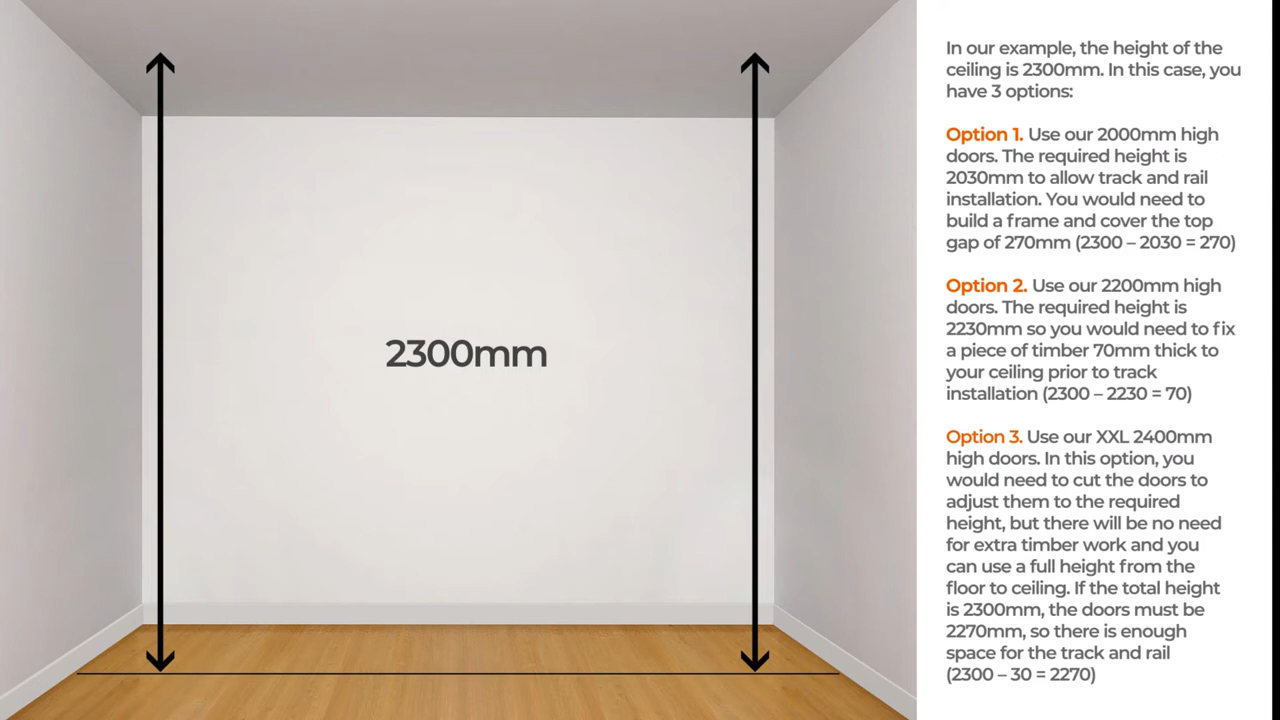 2300mm
In our example, the height of the
ceiling is 2300mm. In this case, you
have 3 options:
Option 1. Use our 2000mm high
doors. The required height is
2030mm to allow track and rail
installation. You would need to
build a frame and cover the top
gap of 270mm (2300 – 2030 = 270)
Option 2. Use our 2200mm high
doors. The required height is
2230mm so you would need to fix
a piece of timber 70mm thick to
your ceiling prior to track
installation (2300 – 2230 = 70)
Option 3. Use our XXL 2400mm
high doors. In this option, you
would need to cut the doors to
adjust them to the required
height, but there will be no need
for extra timber work and you
can use a full height from the
floor to ceiling. If the total height
is 2300mm, the doors must be
2270mm, so there is enough
space for the track and rail
(2300 – 30 = 2270)